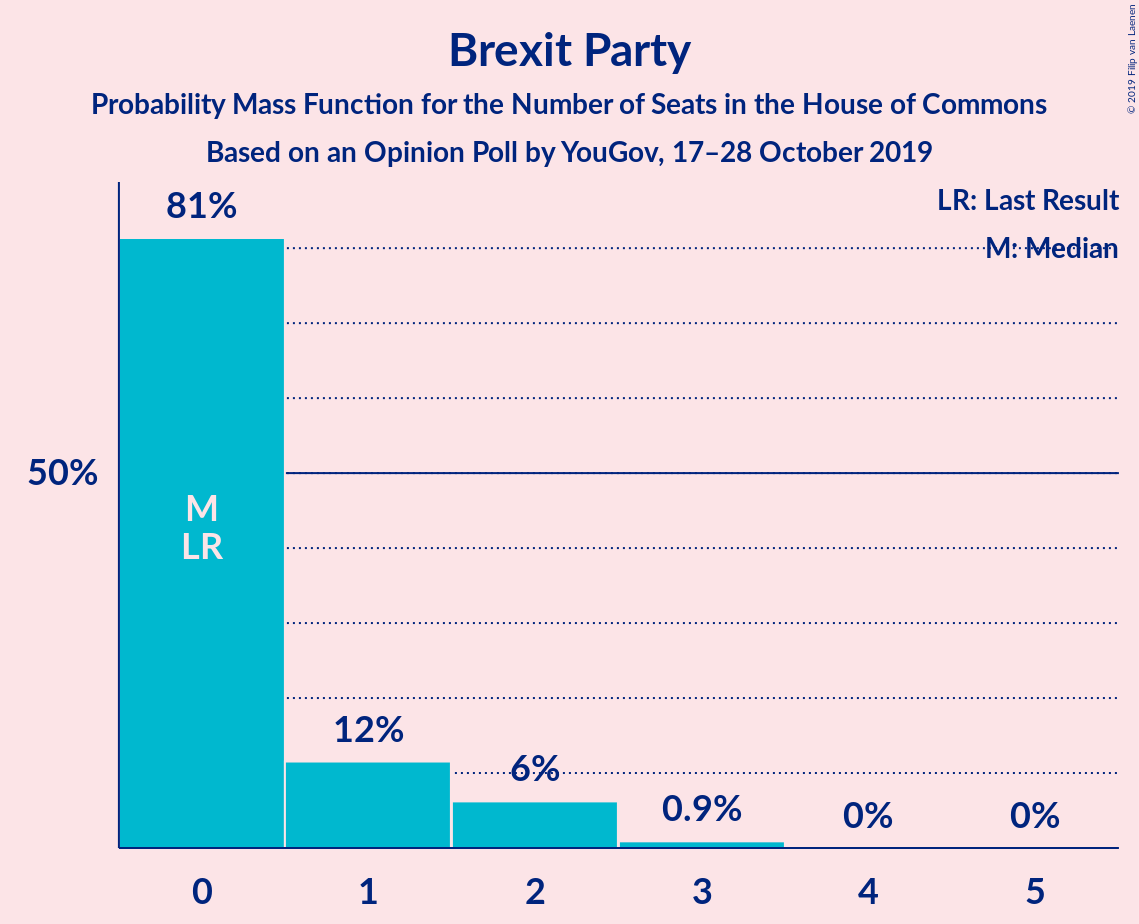 Brexit Party
Probability Mass Function for the Number of Seats in the House of Commons
Based on an Opinion Poll by YouGov, 17–28 October 2019
© 2019 Filip van Laenen
LR: Last Result
M: Median
81%
50%
M
LR
12%
6%
0.9%
0%
0%
0
1
2
3
4
5